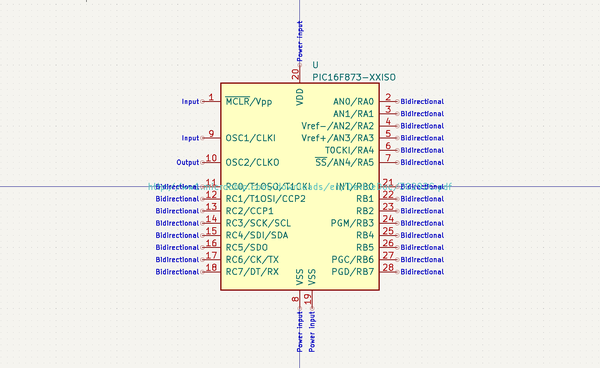 Power input
U
PIC16F873-XXISO
20
VDD
Input 1 MCLR/Vpp AN0/RA0 2 Bidirectional
AN1/RA1 3 Bidirectional
Vref-/AN2/RA2 4 Bidirectional
Input 9 OSC1/CLKI Vref+/AN3/RA3 5 Bidirectional
T0CKI/RA4 6 Bidirectional
Output 10 OSC2/CLKO SS/AN4/RA5 7 Bidirectional
Bidirectional 11 RC0/T1OSO/T1CKI INT/RB0 21 Bidirectional
Bidirectional 12 RC1/T1OSI/CCP2 RB1 22 Bidirectional
Bidirectional 13 RC2/CCP1 RB2 23 Bidirectional
Bidirectional 14 RC3/SCK/SCL PGM/RB3 24 Bidirectional
Bidirectional 15 RC4/SDI/SDA RB4 25 Bidirectional
Bidirectional 16 RC5/SDO RB5 26 Bidirectional
Bidirectional 17 RC6/CK/TX PGC/RB6 27 Bidirectional
Bidirectional 18 RC7/DT/RX PGD/RB7 28 Bidirectional
VSS VSS
8 19
Power input Power input